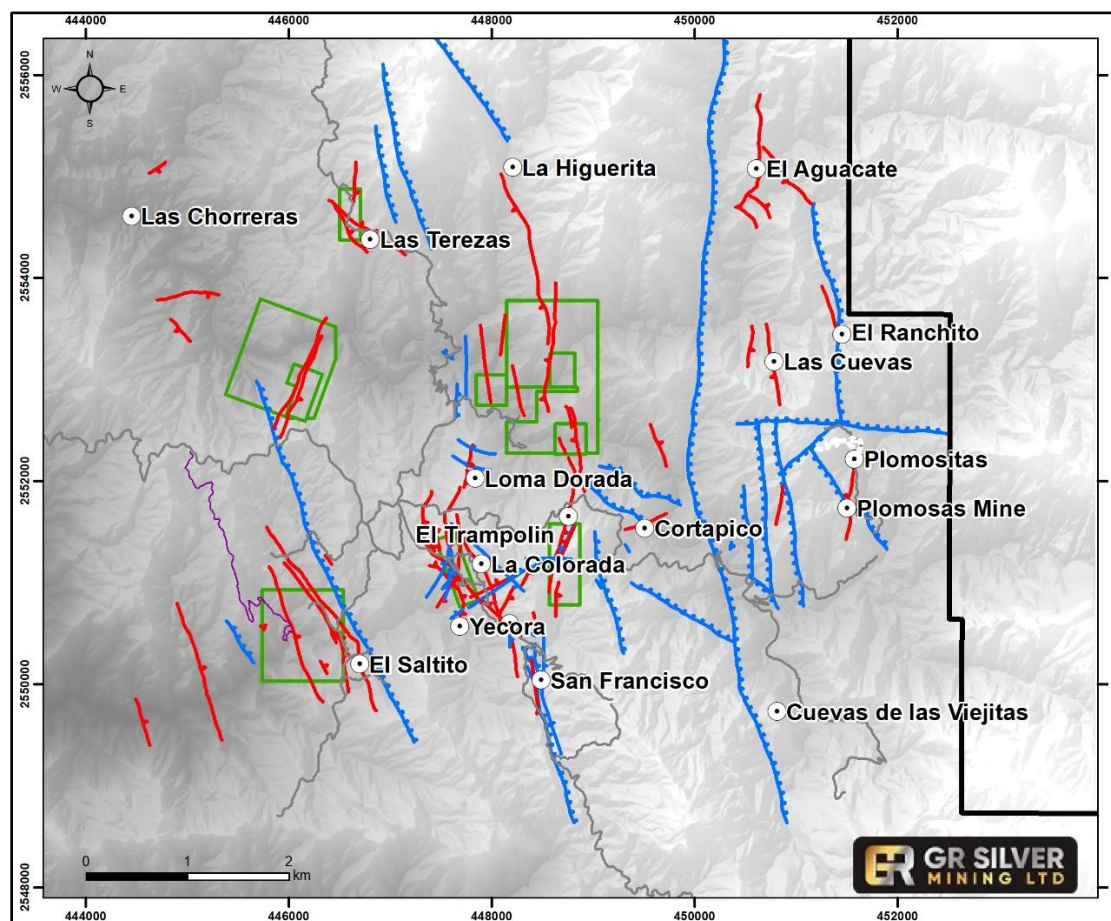 444000 446000 448000 450000 452000
2556000
N
W E
S
La Higuerita
El Aguacate
Las Chorreras
Las Terezas
2554000
El Ranchito
Las Cuevas
Plomositas
2552000
Loma Dorada
Plomosas Mine
El Trampolin
Cortapico
La Colorada
Yecora
El Saltito
San Francisco
2550000
Cuevas de las Viejitas
0 1 2
km
GR SILVER
MINING LTD
2548000
444000 446000 448000 450000 452000